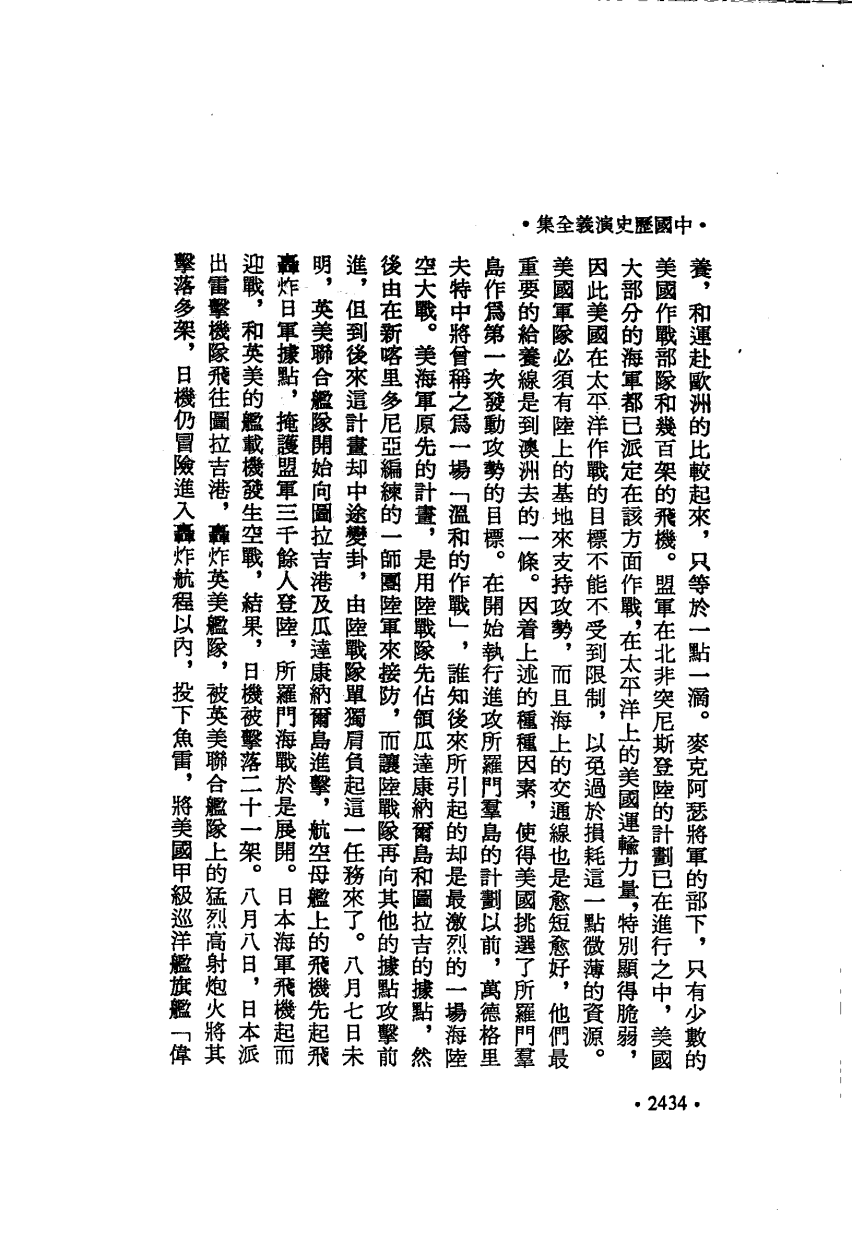 •中國歷史演義全集•
養，和運赴歐洲的比較起來，只等於一點一滴。麥克阿瑟將軍的部下，只有少數的
美國作戰部隊和幾百架的飛機。盟軍在北非突尼斯登陸的計劃已在進行之中，美國
大部分的海軍都已派定在該方面作戰，在太平洋上的美國運輸力量，特別顯得脆弱，
因此美國在太平洋作戰的目標不能不受到限制，以免過於損耗這一點微薄的資源。
美國軍隊必須有陸上的基地來支持攻勢，而且海上的交通線也是愈短愈好，他們最
重要的給養線是到澳洲去的一條。因着上述的種種因素，使得美國挑選了所羅門羣
島作爲第一次發動攻勢的目標。在開始執行進攻所羅門羣島的計劃以前，萬德格里
夫特中將曾稱之爲一場「溫和的作戰」，誰知後來所引起的却是最激烈的一場海陸
空大戰。美海軍原先的計畫，是用陸戰隊先佔領瓜達康納爾島和圖拉吉的據點，然
後由在新喀里多尼亞編練的一師團陸軍來接防，而讓陸戰隊再向其他的據點攻擊前
進，但到後來這計畫却中途變卦，由陸戰隊單獨肩負起這一任務來了。八月七日未
明，英美聯合艦隊開始向圖拉吉港及瓜達康納爾島進擊，航空母艦上的飛機先起飛
轟炸日軍據點，掩護盟軍三千餘人登陸，所羅門海戰於是展開。日本海軍飛機起而
迎戰，和英美的艦載機發生空戰，結果，日機被擊落二十一架。八月八日，日本派
出雷擊機隊飛往圖拉吉港，轟炸英美艦隊，被英美聯合艦隊上的猛烈高射炮火將其
擊落多架，日機仍冒險進入轟炸航程以內，投下魚雷，將美國甲級巡洋艦旗艦「偉
•2434•